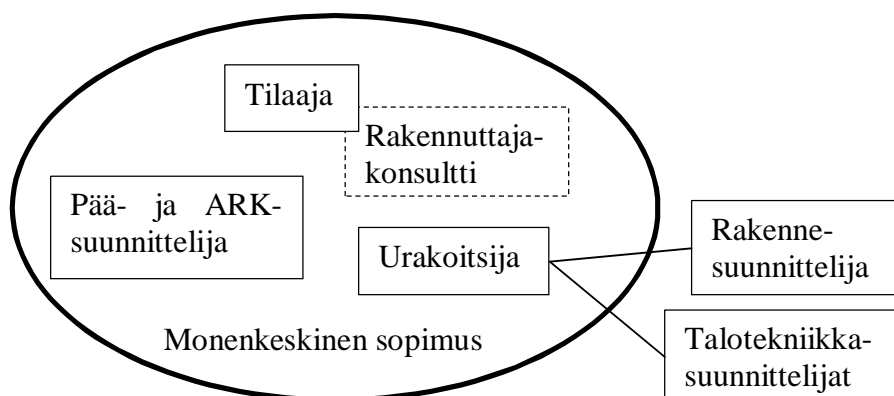 Tilaaja
Rakennuttaja-
konsultti
Pää- ja ARK-
suunnittelija
Urakoitsija
Rakenne-
suunnittelija
Monenkeskinen sopimus
Talotekniikka-
suunnittelijat